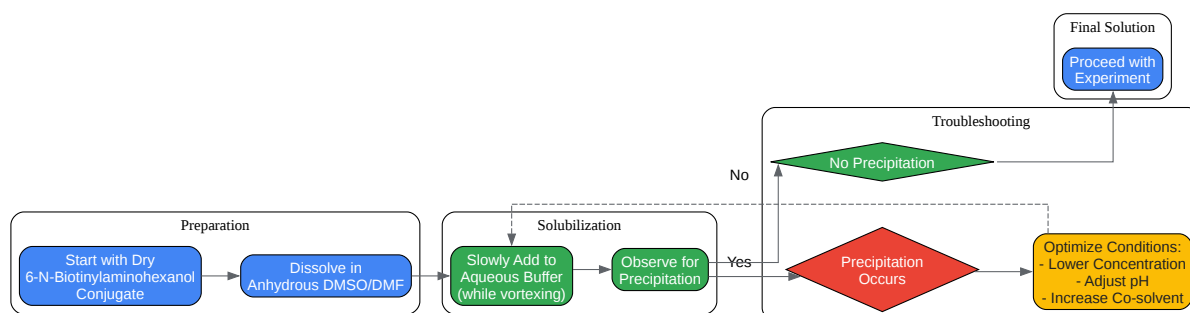 Preparation
Start with Dry
6-N-Biotinylaminohexanol
Conjugate
Dissolve in
Anhydrous DMSO/DMF
Solubilization
Slowly Add to
Aqueous Buffer
(while vortexing)
Observe for
Precipitation
No
Yes
Troubleshooting
No Precipitation
Precipitation
Occurs
Optimize Conditions:
- Lower Concentration
- Adjust pH
- Increase Co-solvent
Final Solution
Proceed with
Experiment